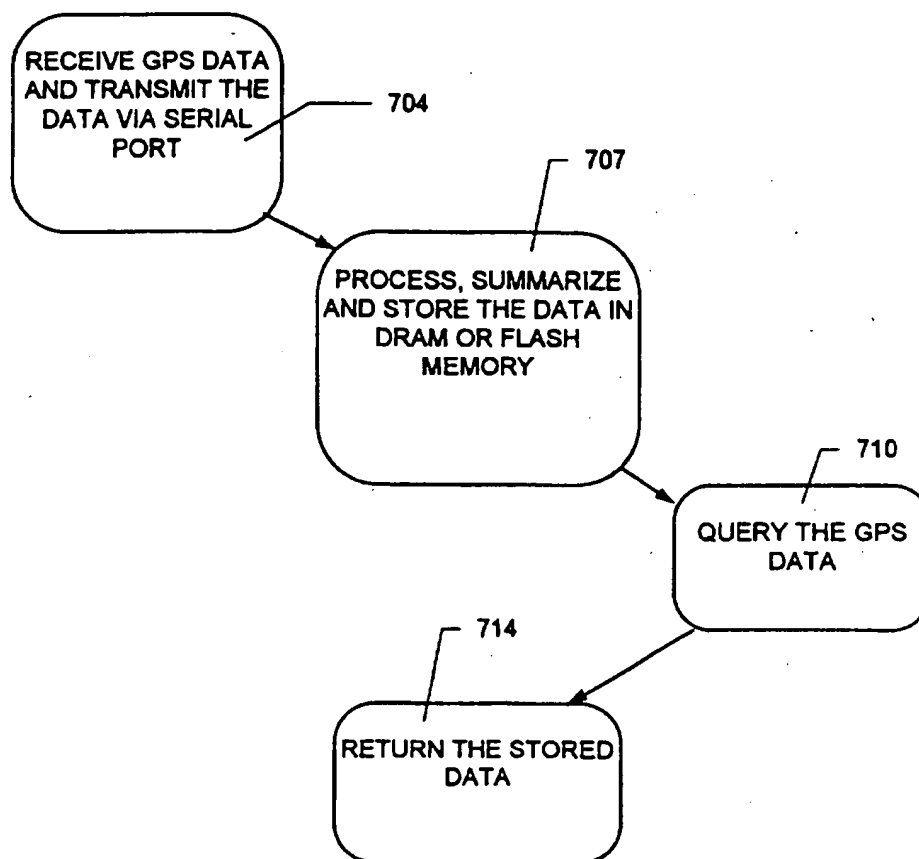 RECEIVE GPS DATA
AND TRANSMIT THE
DATA VIA SERIAL
PORT
704
707
PROCESS, SUMMARIZE
AND STORE THE DATA IN
DRAM OR FLASH
MEMORY
710
QUERY THE GPS
DATA
714
RETURN THE STORED
DATA